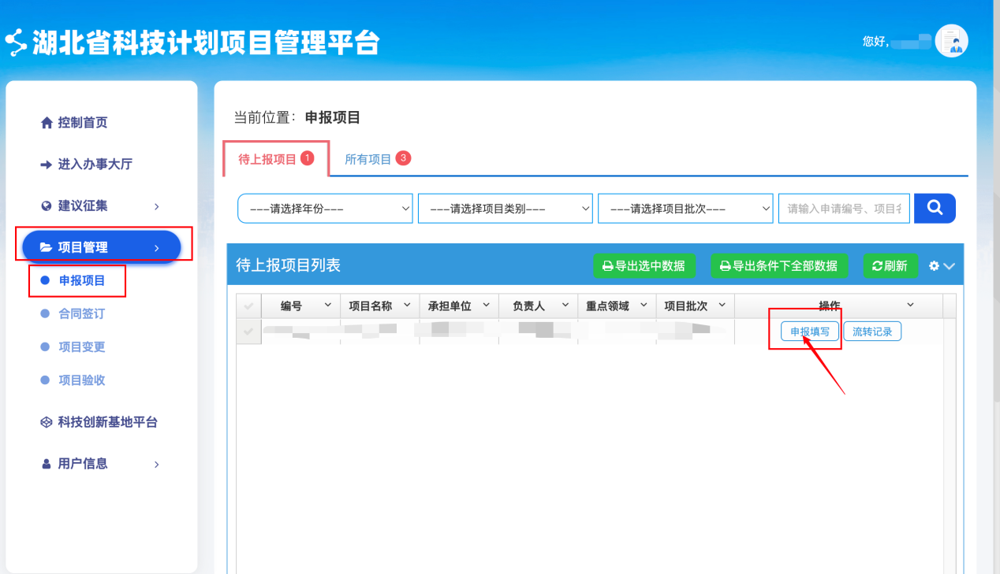 湖北省科技计划项目管理平台
您好,
控制首页
进入办事大厅
建议征集
项目管理
申报项目
合同签订
项目变更
项目验收
科技创新基地平台
用户信息
当前位置：申报项目
待上报项目 1 所有项目 3
---请选择年份--- ---请选择项目类别--- ---请选择项目批次--- 请输入申请编号、项目名
待上报项目列表 导出选中数据 导出条件下全部数据 刷新
编号 项目名称 承担单位 负责人 重点领域 项目批次 操作
申报填写 流转记录